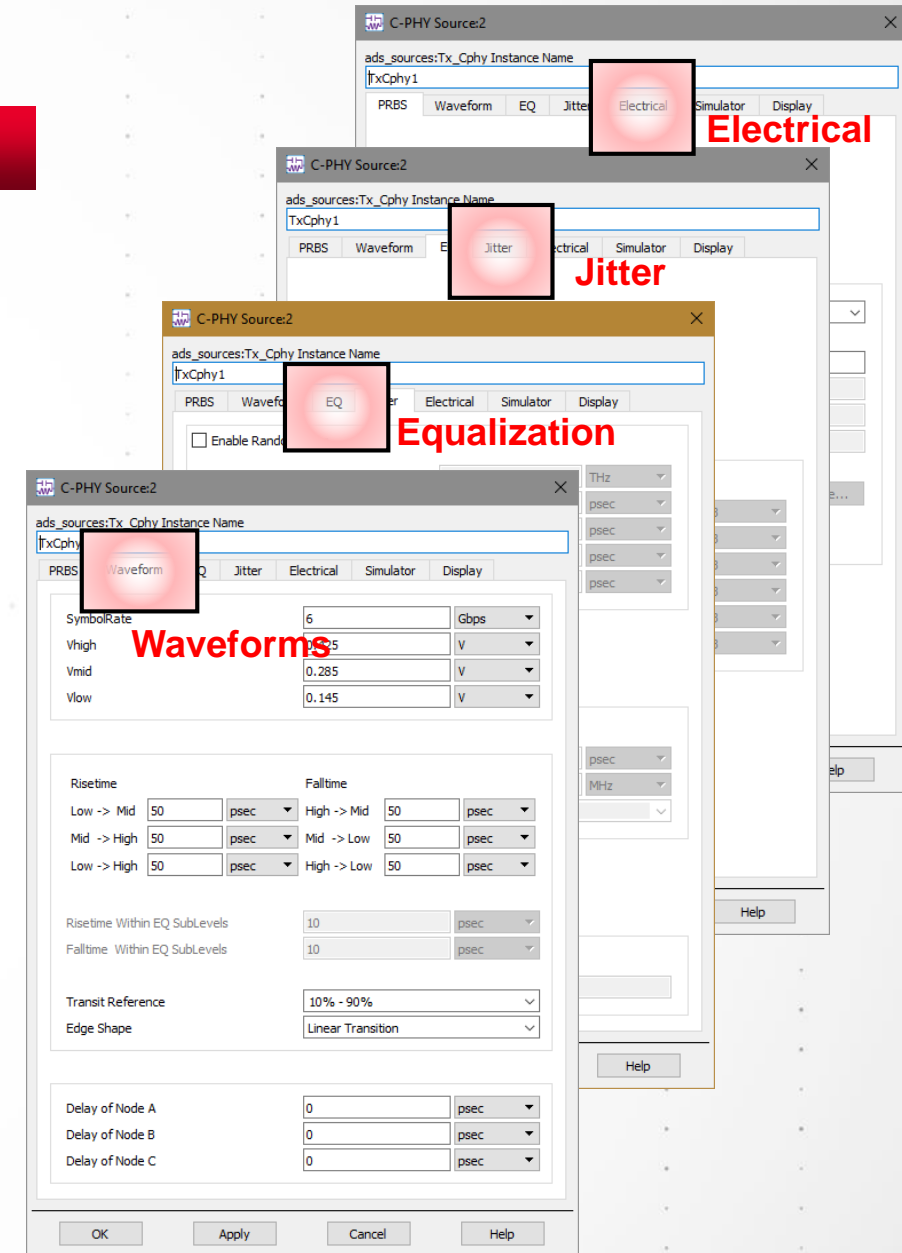 C-PHY Source:2
ads_sources:Tx_Cphy Instance Name
TxCphy1
PRBS Waveform EQ Jitter Electrical Simulator Display
Electrical
C-PHY Source:2
ads_sources:Tx_Cphy Instance Name
TxCphy1
PRBS Waveform Jitter Simulator Display
Jitter
C-PHY Source:2
ads_sources:Tx_Cphy Instance Name
TxCphy1
PRBS EQ Electrical Simulator Display
Equalization
Enable
THz
psec
psec
psec
psec
psec
MHz
Help
Help
C-PHY Source:2
ads_sources:Tx_Cphy Instance Name
PRBS Waveform Jitter Electrical Simulator Display
Waveforms
SymbolRate 6 Gbps
Vhigh V
Vmid 0.285 V
Vlow 0.145 V
Risetime Falltime
Low -> Mid 50 psec High -> Mid 50 psec
Mid -> High 50 psec Mid -> Low 50 psec
Low -> High 50 psec High -> Low 50 psec
Risetime Within EQ SubLevels 10 psec
Falltime Within EQ SubLevels 10 psec
Transit Reference 10% - 90%
Edge Shape Linear Transition
Delay of Node A 0 psec
Delay of Node B 0 psec
Delay of Node C 0 psec
OK Apply Cancel Help